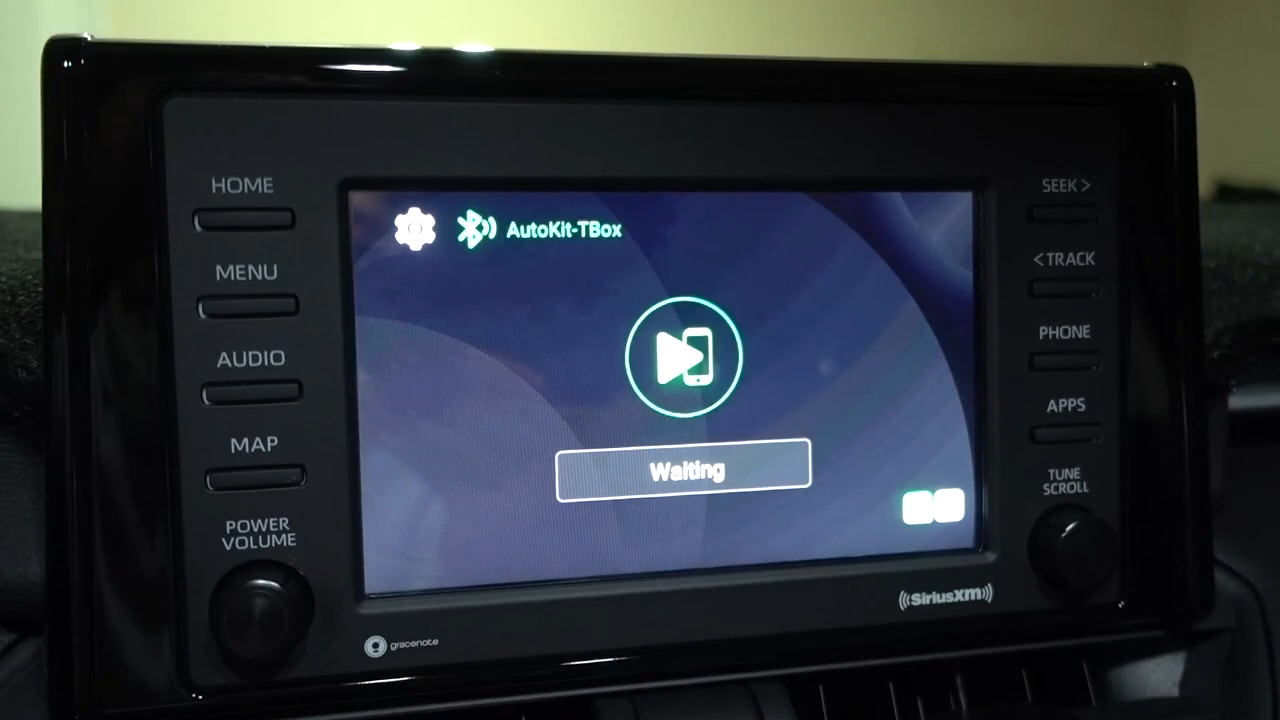 HOME
MENU
AUDIO
MAP
POWER
VOLUME
AutoKit-TBox
Waiting
SEEK >
< TRACK
PHONE
APPS
TUNE
SCROLL
gracenote
((SiriusXM))